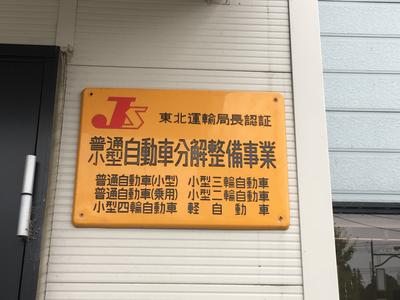 JS 東北運輸局長認証
普通
小型 自動車分解整備事業
普通自動車(小型) 小型三輪自動車
普通自動車(乗用) 小型二輪自動車
小型四輪自動車 軽自動車